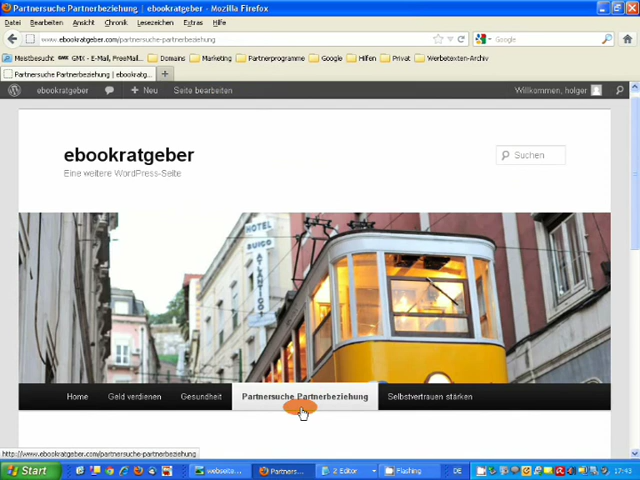 Partnersuche Partnerbeziehung | ebookratgeber - Mozilla Firefox
Datei Bearbeiten Ansicht Chronik Lesezeichen Extras Hilfe
www.ebookratgeber.com/partnersuche-partnerbeziehung
Google
Meistbesucht GMX GMX - E-Mail, FreeMail... Domains Marketing Partnerprogramme Google Hilfen Privat Werbetexten-Archiv
Partnersuche Partnerbeziehung | ebookratg...
ebookratgeber + Neu Seite bearbeiten Willkommen, holger
ebookratgeber
Eine weitere WordPress-Seite
Suchen
HOTEL
Home Geld verdienen Gesundheit Partnersuche Partnerbeziehung Selbstvertrauen stärken
http://www.ebookratgeber.com/partnersuche-partnerbeziehung
Start webseite... Partners... 2 Editor Flashing DE 17:43